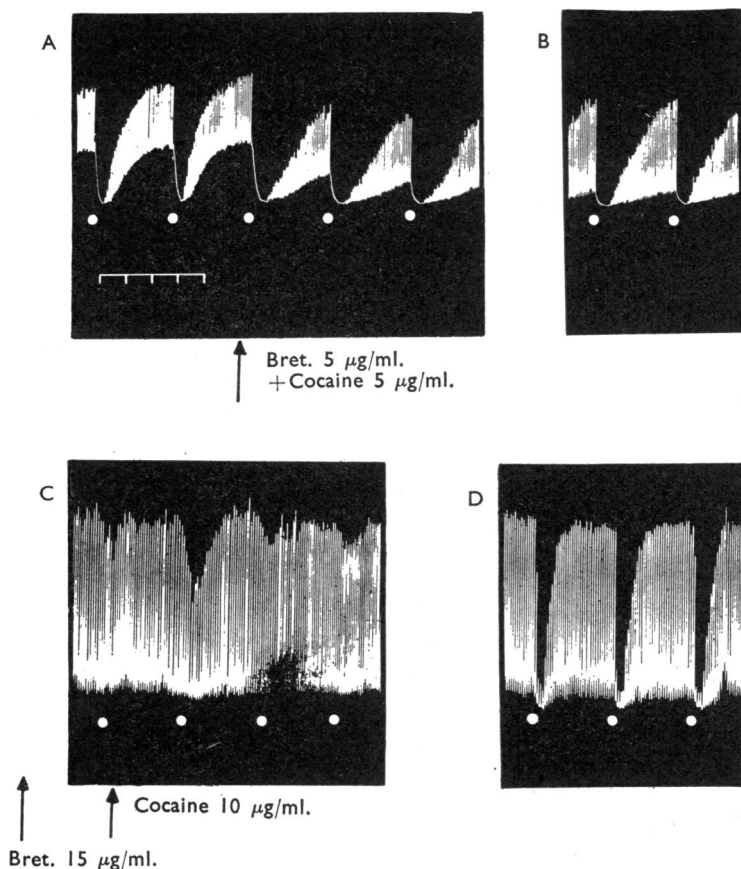 A
B
Bret. 5 μg/ml.
+Cocaine 5 μg/ml.
C
D
Cocaine 10 μg/ml.
Bret. 15 μg/ml.